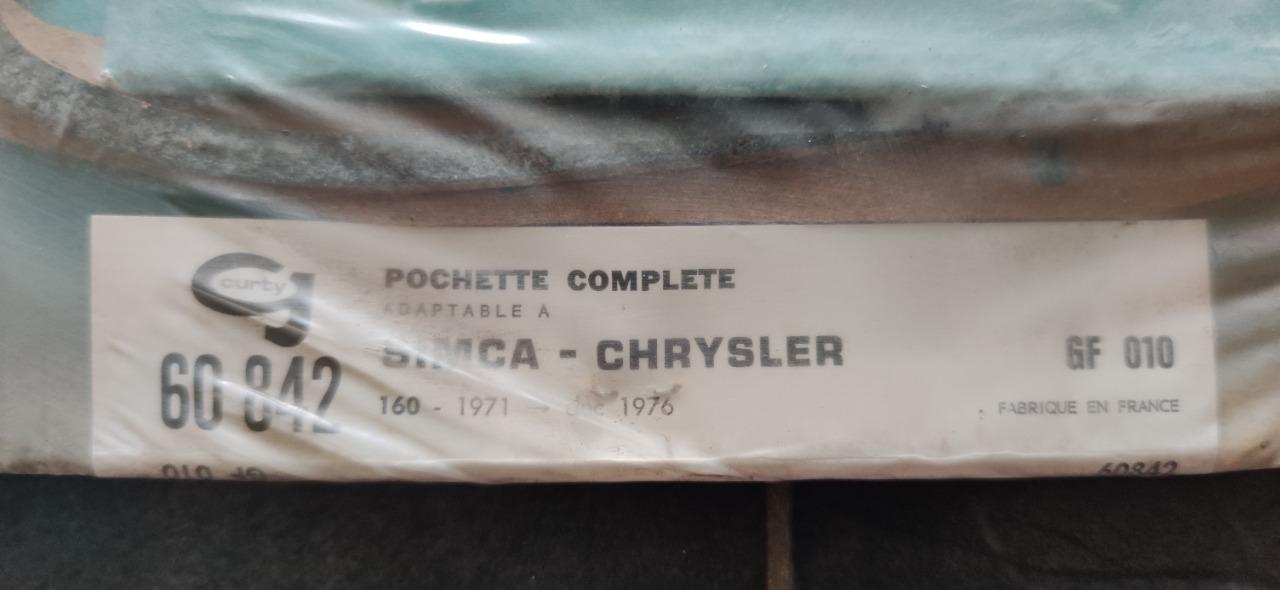 curty
POCHETTE COMPLETE
ADAPTABLE A
SIMCA - CHRYSLER
GF 010
60 842
160 - 1971 → dec 1976
FABRIQUE EN FRANCE
GF 010
60842